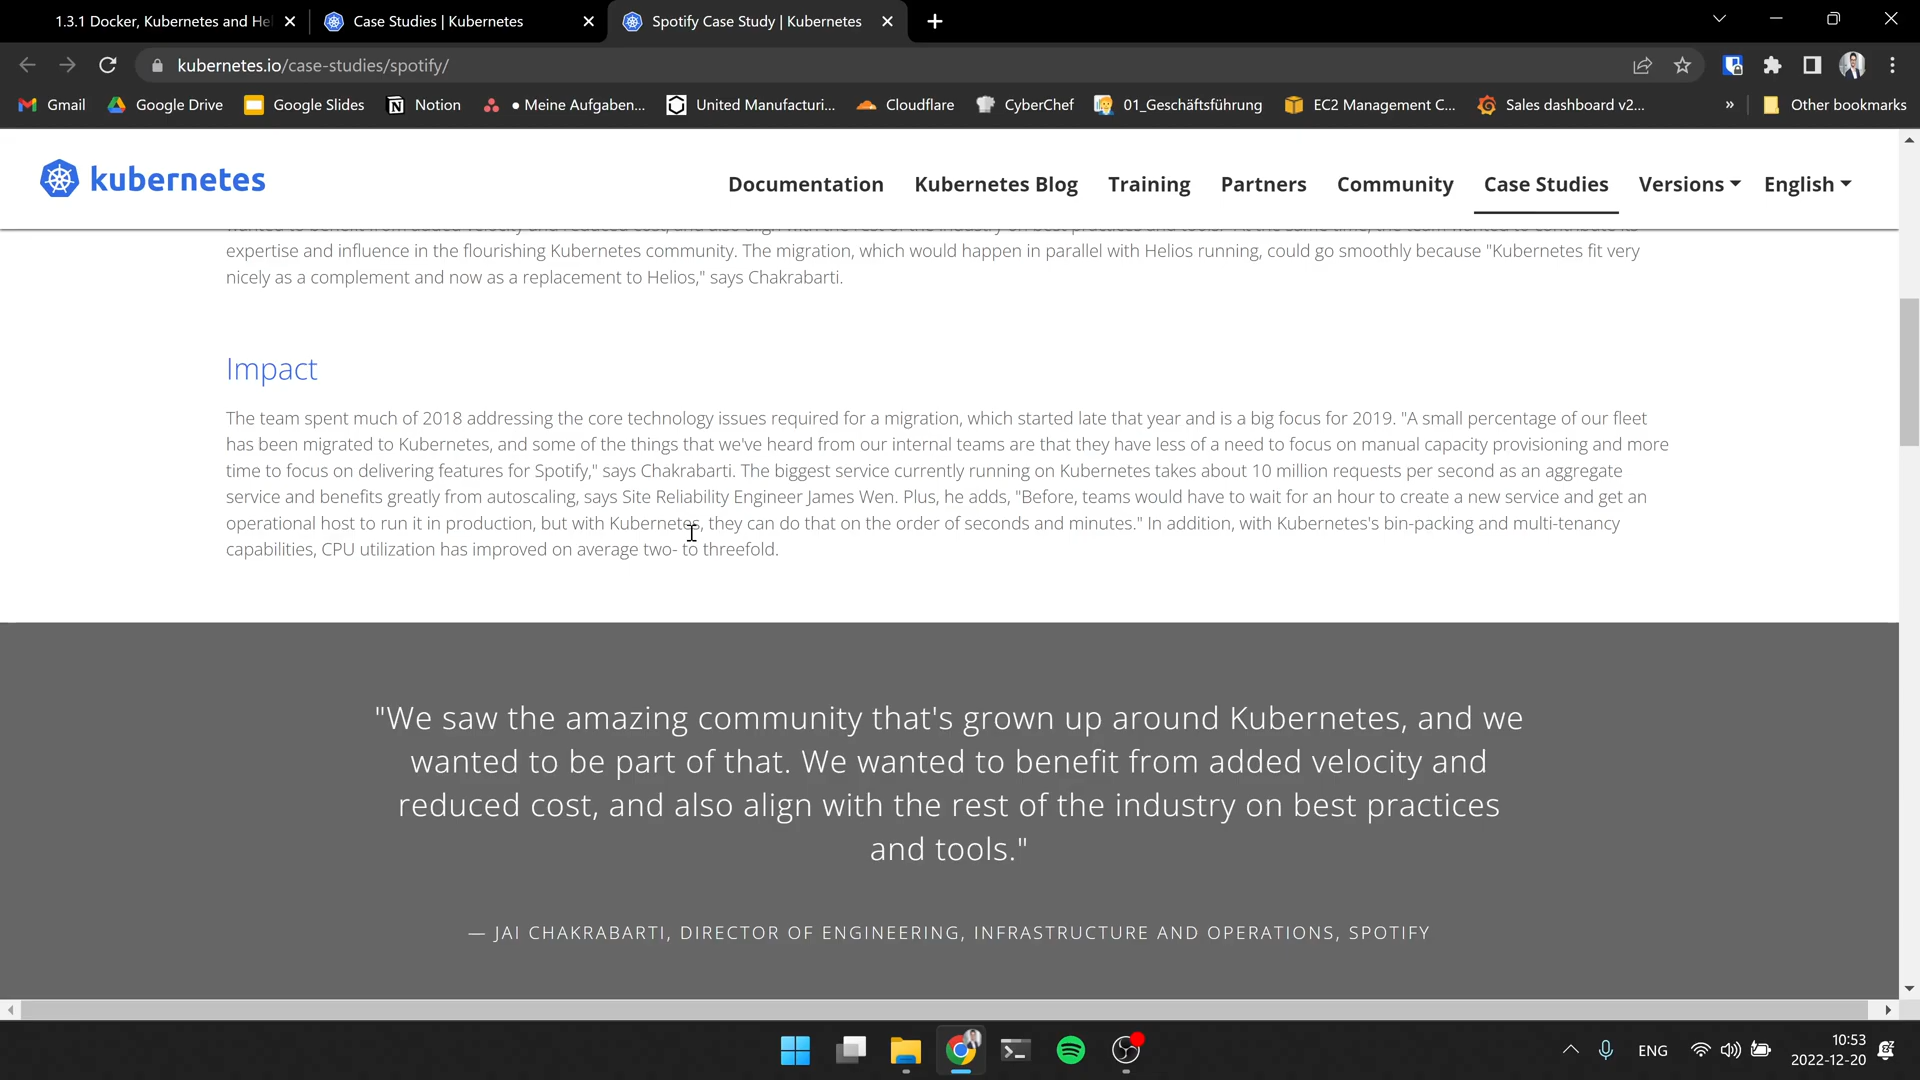 1.3.1 Docker, Kubernetes and Hel
Case Studies | Kubernetes
Spotify Case Study | Kubernetes
kubernetes.io/case-studies/spotify/
Gmail
Google Drive
Google Slides
Notion
• Meine Aufgaben...
United Manufacturi...
Cloudflare
CyberChef
01_Geschäftsführung
EC2 Management C...
Sales dashboard v2...
»
Other bookmarks
kubernetes
Documentation
Kubernetes Blog
Training
Partners
Community
Case Studies
Versions
English
expertise and influence in the flourishing Kubernetes community. The migration, which would happen in parallel with Helios running, could go smoothly because "Kubernetes fit very
nicely as a complement and now as a replacement to Helios," says Chakrabarti.
Impact
The team spent much of 2018 addressing the core technology issues required for a migration, which started late that year and is a big focus for 2019. "A small percentage of our fleet
has been migrated to Kubernetes, and some of the things that we've heard from our internal teams are that they have less of a need to focus on manual capacity provisioning and more
time to focus on delivering features for Spotify," says Chakrabarti. The biggest service currently running on Kubernetes takes about 10 million requests per second as an aggregate
service and benefits greatly from autoscaling, says Site Reliability Engineer James Wen. Plus, he adds, "Before, teams would have to wait for an hour to create a new service and get an
operational host to run it in production, but with Kubernetes, they can do that on the order of seconds and minutes." In addition, with Kubernetes's bin-packing and multi-tenancy
capabilities, CPU utilization has improved on average two- to threefold.
"We saw the amazing community that's grown up around Kubernetes, and we
wanted to be part of that. We wanted to benefit from added velocity and
reduced cost, and also align with the rest of the industry on best practices
and tools."
— JAI CHAKRABARTI, DIRECTOR OF ENGINEERING, INFRASTRUCTURE AND OPERATIONS, SPOTIFY
ENG
10:53
2022-12-20